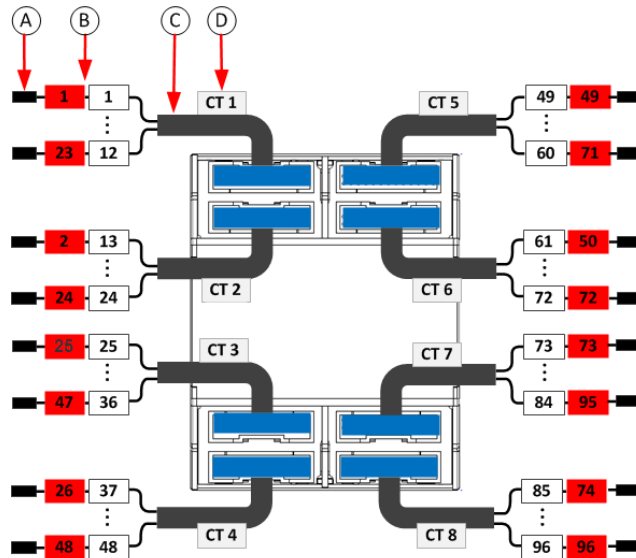 A B C D
1 1 CT 1 CT 5 49 49
23 12 60 71
2 13 61 50
24 24 CT 2 CT 6 72 72
25 25 CT 3 CT 7 73 73
47 36 84 95
26 37 85 74
48 48 CT 4 CT 8 96 96